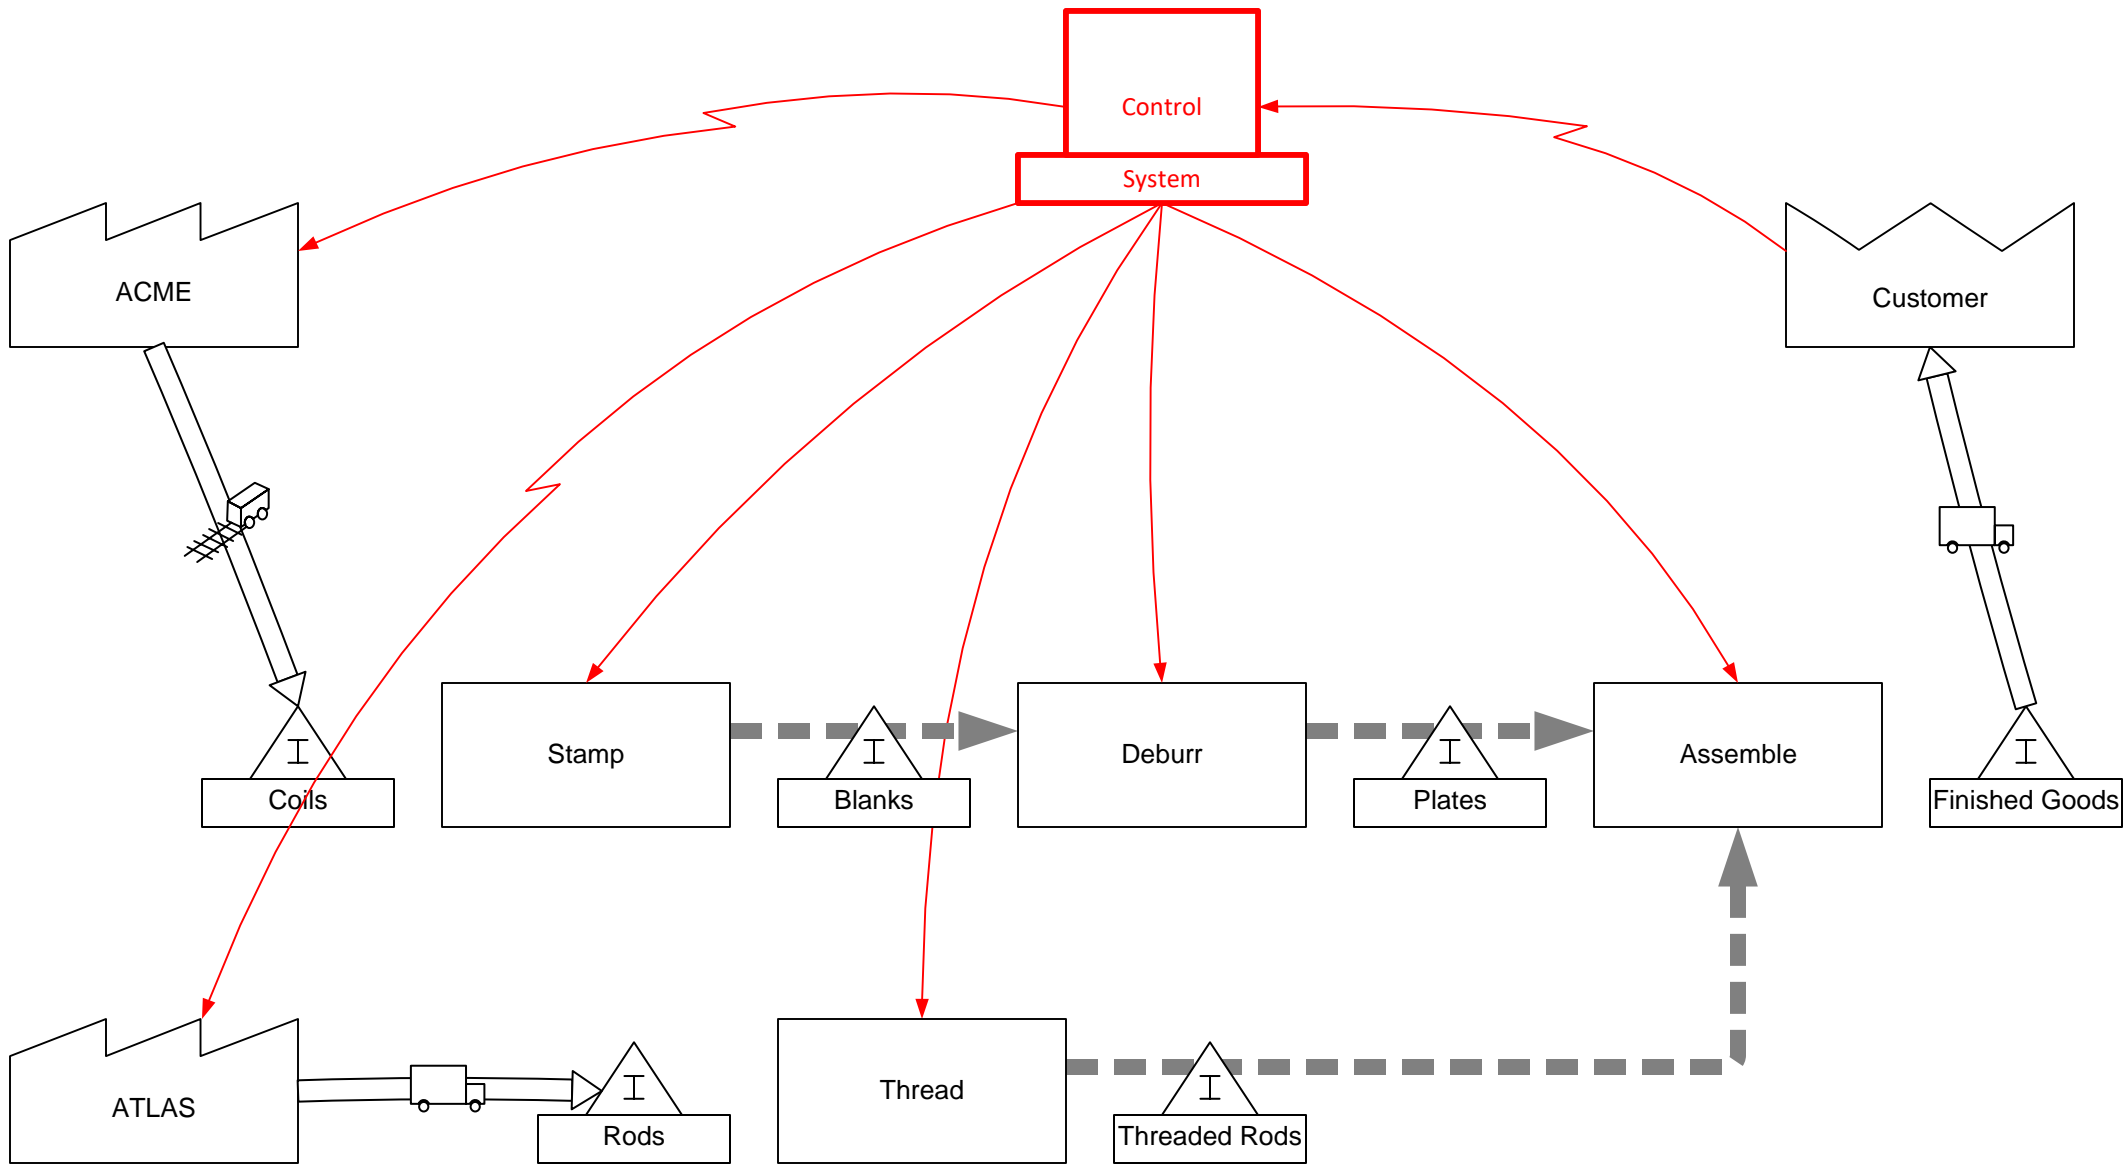 Control
System
ACME
Customer
Stamp
Deburr
Assemble
I
Coils
I
Blanks
I
Plates
I
Finished Goods
ATLAS
I
Rods
Thread
I
Threaded Rods